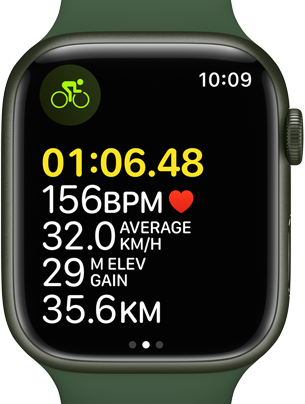 10:09
01:06.48
156BPM
32.0 AVERAGE
KM/H
29 M ELEV
GAIN
35.6KM